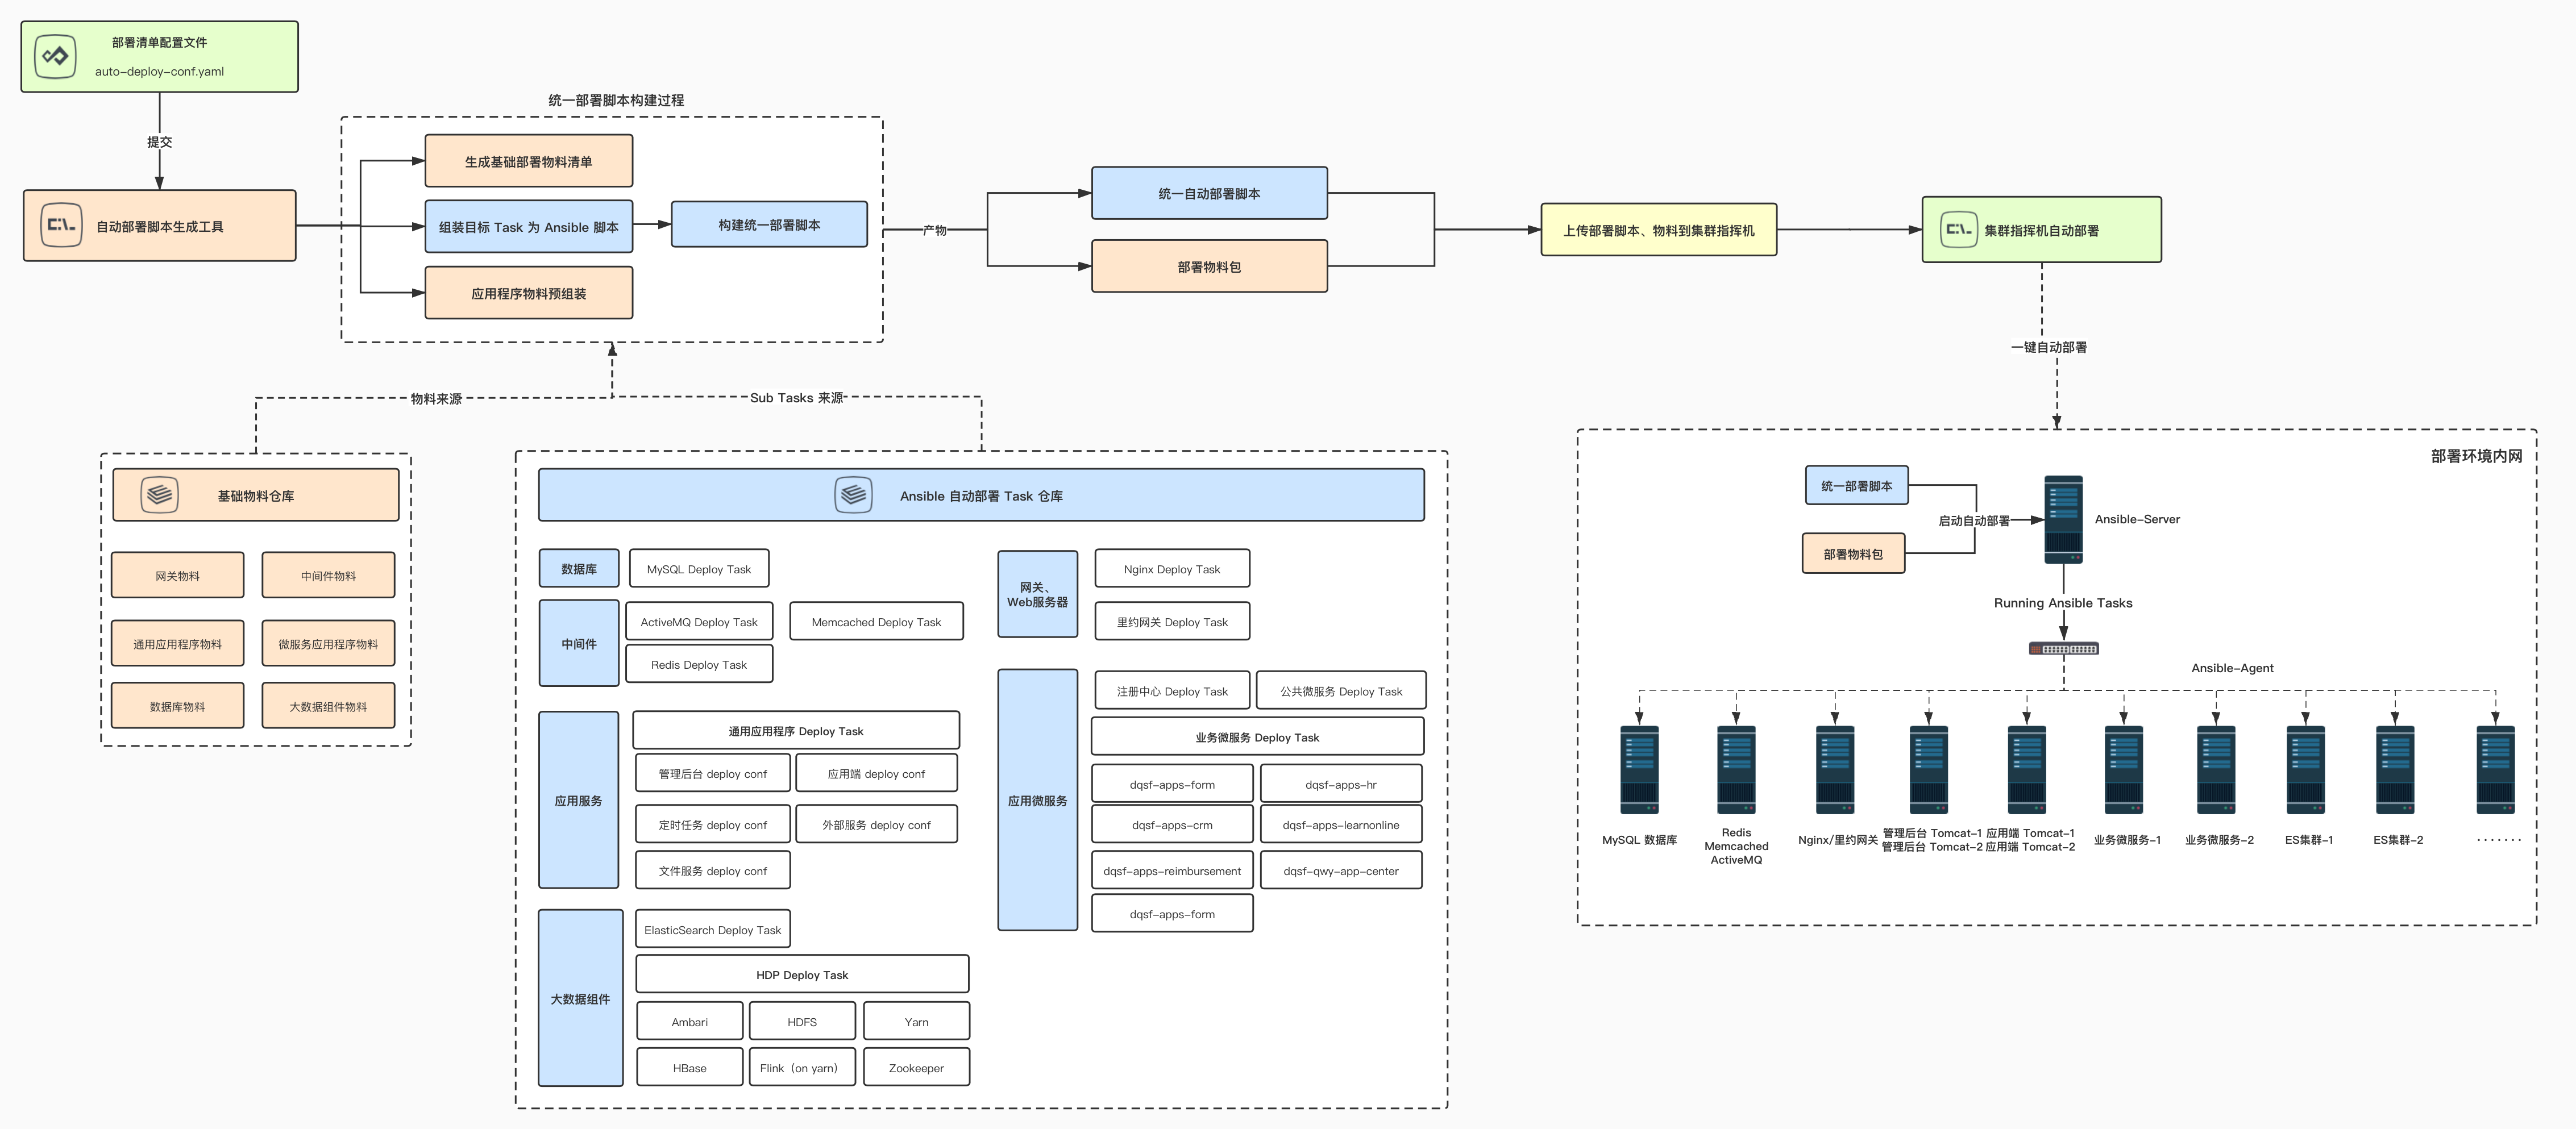 部署清单配置文件
auto-deploy-conf.yaml
提交
自动部署脚本生成工具
统一部署脚本构建过程
生成基础部署物料清单
组装目标 Task 为 Ansible 脚本
构建统一部署脚本
应用程序物料预组装
产物
统一自动部署脚本
部署物料包
上传部署脚本、物料到集群指挥机
集群指挥机自动部署
一键自动部署
物料来源
Sub Tasks 来源
基础物料仓库
网关物料
中间件物料
通用应用程序物料
微服务应用程序物料
数据库物料
大数据组件物料
Ansible 自动部署 Task 仓库
数据库
MySQL Deploy Task
中间件
ActiveMQ Deploy Task
Memcached Deploy Task
Redis Deploy Task
应用服务
通用应用程序 Deploy Task
管理后台 deploy conf
应用端 deploy conf
定时任务 deploy conf
外部服务 deploy conf
文件服务 deploy conf
大数据组件
ElasticSearch Deploy Task
HDP Deploy Task
Ambari
HDFS
Yarn
HBase
Flink（on yarn）
Zookeeper
网关、
Web服务器
Nginx Deploy Task
里约网关 Deploy Task
应用微服务
注册中心 Deploy Task
公共微服务 Deploy Task
业务微服务 Deploy Task
dqsf-apps-form
dqsf-apps-hr
dqsf-apps-crm
dqsf-apps-learnonline
dqsf-apps-reimbursement
dqsf-qwy-app-center
dqsf-apps-form
部署环境内网
统一部署脚本
部署物料包
启动自动部署
Ansible-Server
Running Ansible Tasks
Ansible-Agent
MySQL 数据库
Redis
Memcached
ActiveMQ
Nginx/里约网关
管理后台 Tomcat-1
管理后台 Tomcat-2
应用端 Tomcat-1
应用端 Tomcat-2
业务微服务-1
业务微服务-2
ES集群-1
ES集群-2
.......